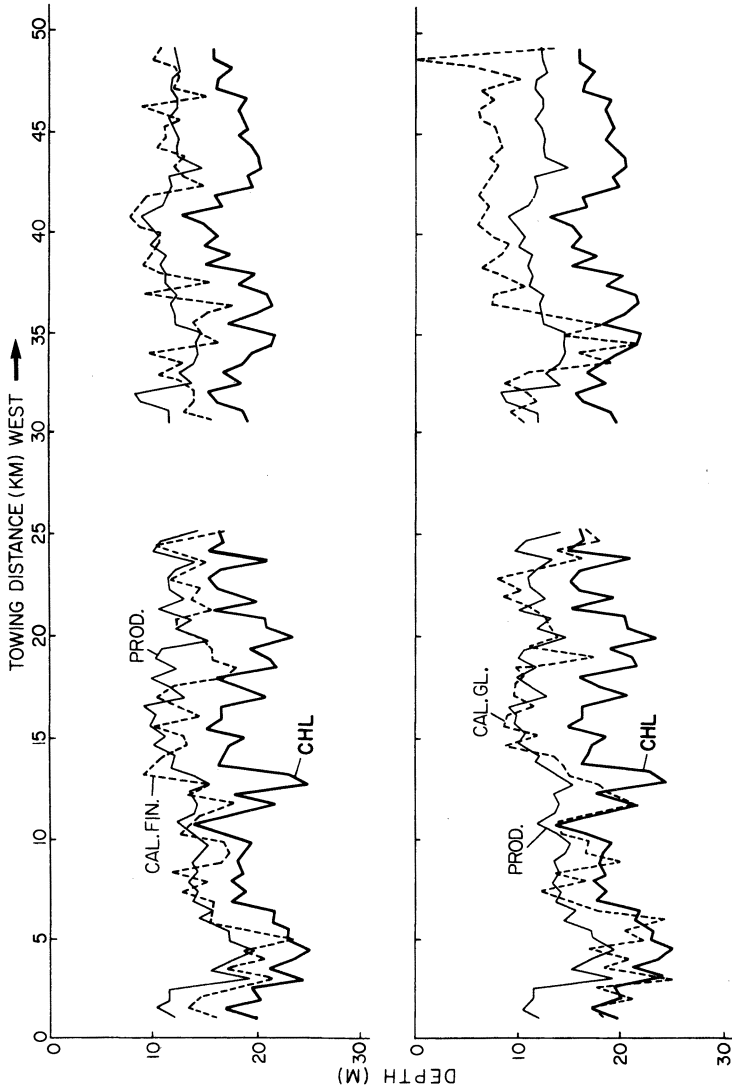 TOWING DISTANCE (KM) WEST
0 5 10 15 20 25 30 35 40 45 50
0
10
20
30
PROD.
CAL. FIN.
CHL
0
10
20
30
CAL. GL.
PROD.
CHL
DEPTH (M)